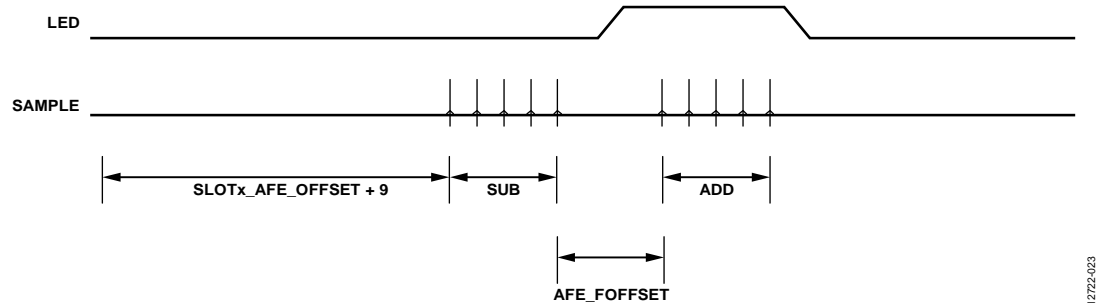 LED
SAMPLE
SLOTx_AFE_OFFSET + 9
SUB
ADD
AFE_FOFFSET
12722-023